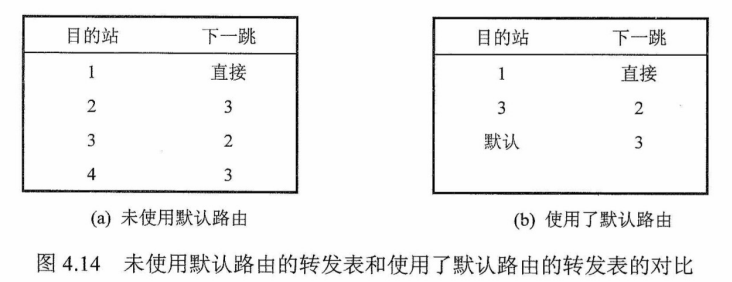 目的站 下一跳
1 直接
2 3
3 2
4 3
(a) 未使用默认路由
目的站 下一跳
1 直接
3 2
默认 3
(b) 使用了默认路由
图 4.14 未使用默认路由的转发表和使用了默认路由的转发表的对比